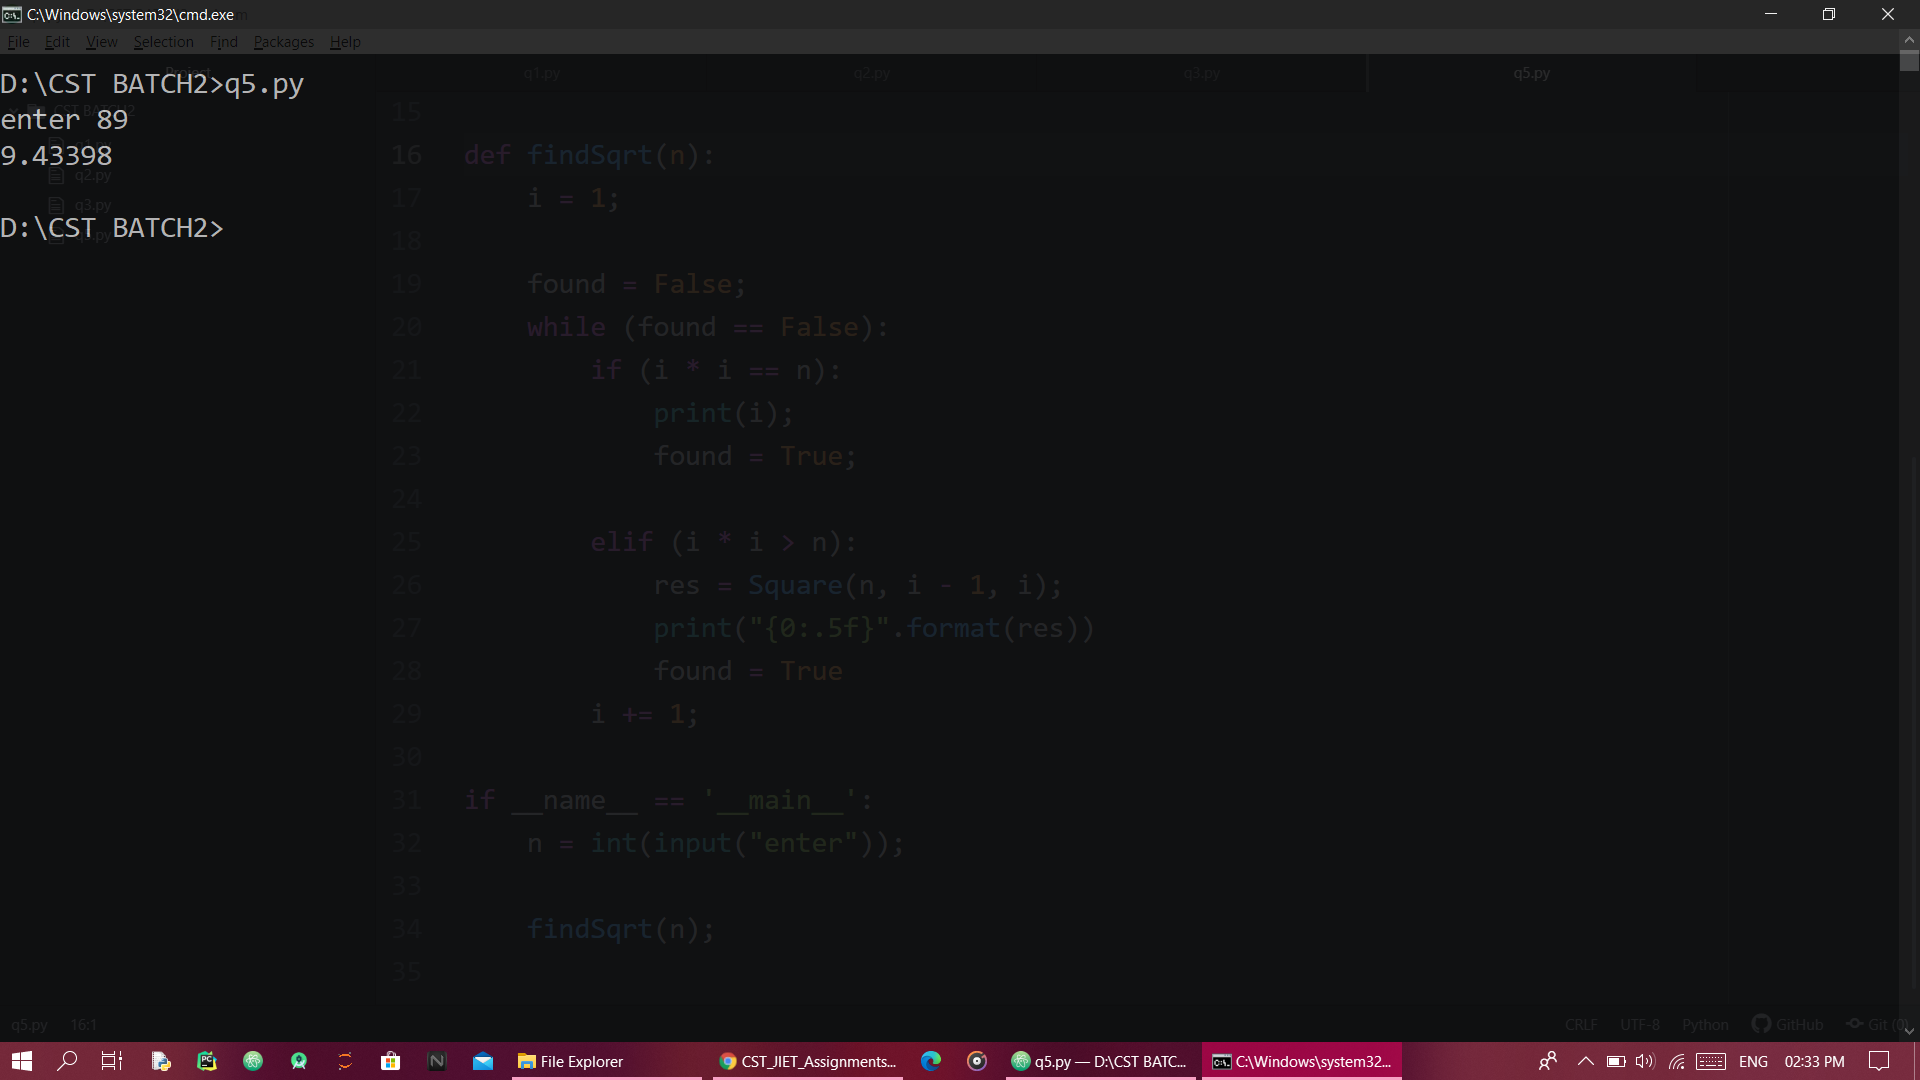 C:\Windows\system32\cmd.exe
File Edit View Selection Find Packages Help
D:\CST BATCH2>q5.py
enter 89
9.43398
D:\CST BATCH2>
Project
CST BATCH2
q2.py
q3.py
q5.py
q1.py q2.py q3.py q5.py
15
16 def findSqrt(n):
17 i = 1;
18
19 found = False;
20 while (found == False):
21 if (i * i == n):
22 print(i);
23 found = True;
24
25 elif (i * i > n):
26 res = Square(n, i - 1, i);
27 print("{0:.5f}".format(res))
28 found = True
29 i += 1;
30
31 if __name__ == '__main__':
32 n = int(input("enter"));
33
34 findSqrt(n);
35
q5.py 16:1 CRLF UTF-8 Python GitHub Git (0)
File Explorer CST_JIET_Assignments... q5.py — D:\CST BATC... C:\Windows\system32... ENG 02:33 PM